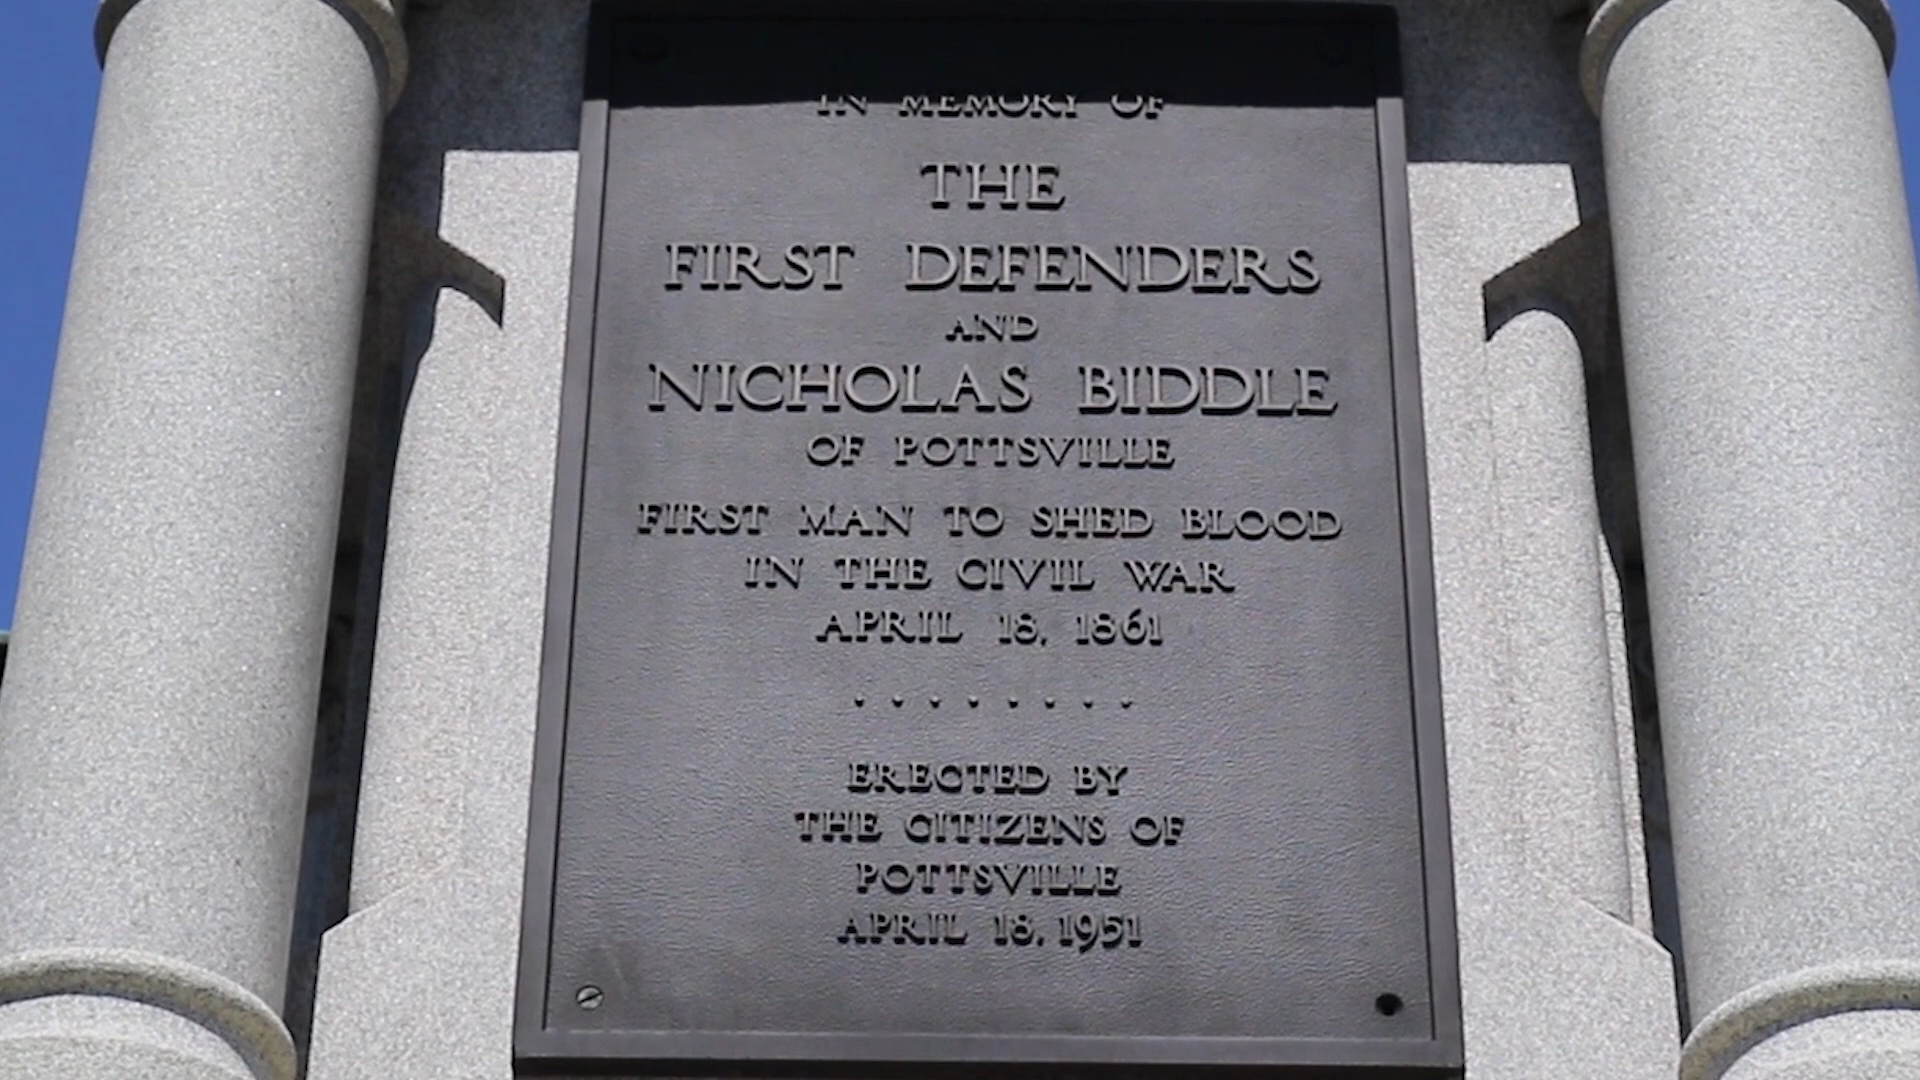 IN MEMORY OF
THE
FIRST DEFENDERS
AND
NICHOLAS BIDDLE
OF POTTSVILLE
FIRST MAN TO SHED BLOOD
IN THE CIVIL WAR
APRIL 18, 1861
. . . . . . . .
ERECTED BY
THE CITIZENS OF
POTTSVILLE
APRIL 18, 1951